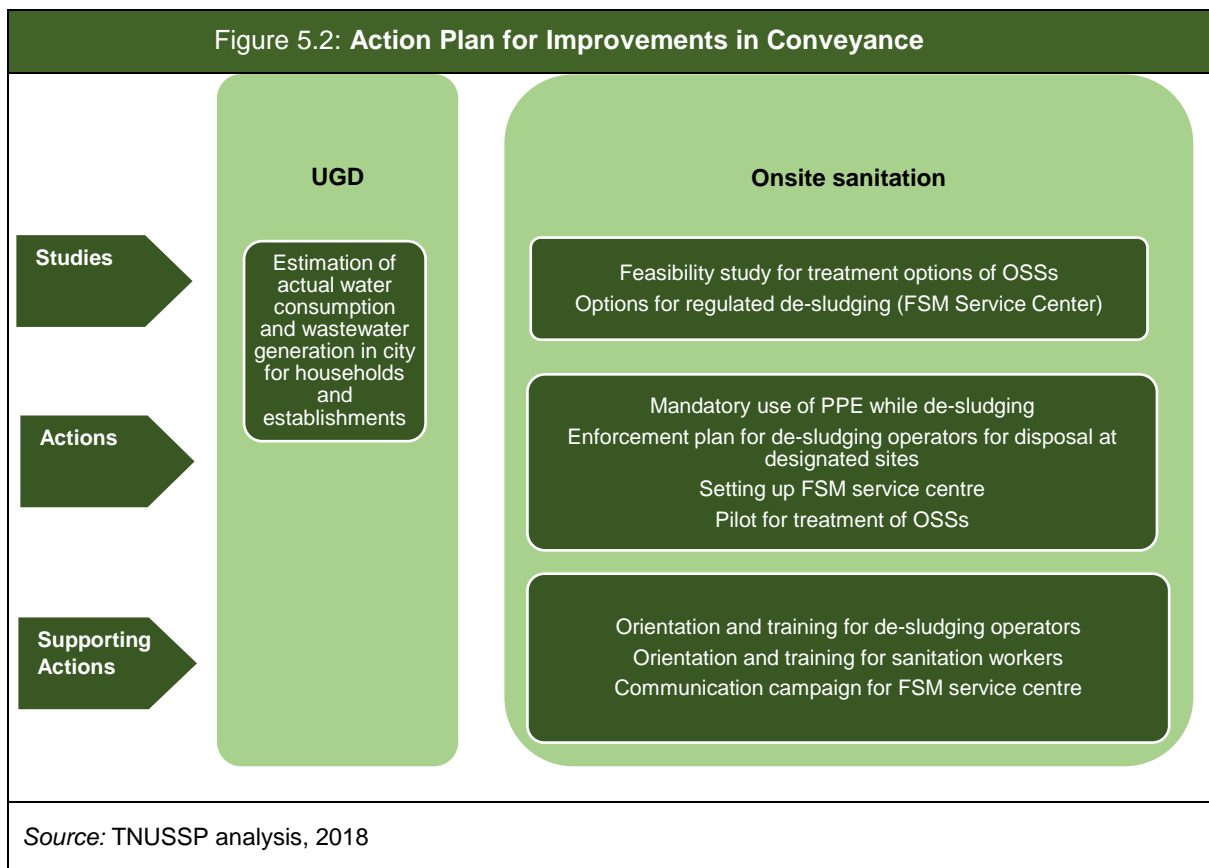 Figure 5.2: Action Plan for Improvements in Conveyance
UGD
Onsite sanitation
Studies
Estimation of
actual water
consumption
and wastewater
generation in city
for households
and
establishments
Feasibility study for treatment options of OSSs
Options for regulated de-sludging (FSM Service Center)
Actions
Mandatory use of PPE while de-sludging
Enforcement plan for de-sludging operators for disposal at
designated sites
Setting up FSM service centre
Pilot for treatment of OSSs
Supporting
Actions
Orientation and training for de-sludging operators
Orientation and training for sanitation workers
Communication campaign for FSM service centre
Source: TNUSSP analysis, 2018